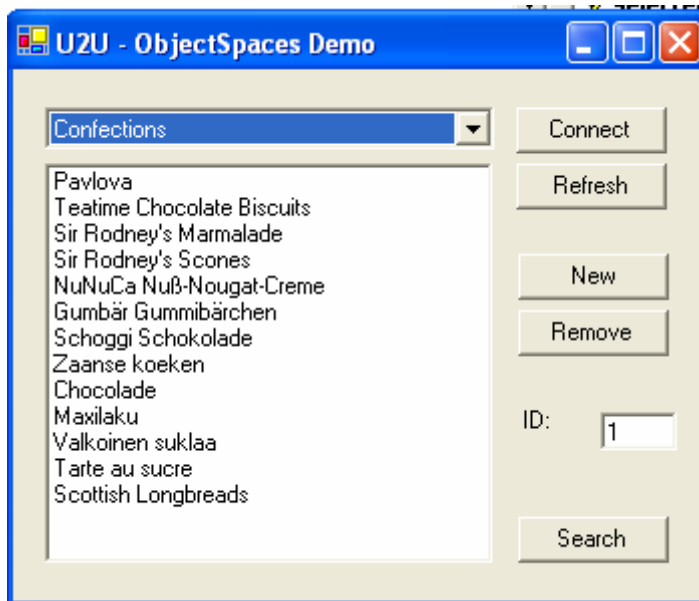 U2U - ObjectSpaces Demo
Confections
Connect
Pavlova
Teatime Chocolate Biscuits
Sir Rodney's Marmalade
Sir Rodney's Scones
NuNuCa Nuß-Nougat-Creme
Gumbär Gummibärchen
Schoggi Schokolade
Zaanse koeken
Chocolade
Maxilaku
Valkoinen suklaa
Tarte au sucre
Scottish Longbreads
Refresh
New
Remove
ID:
1
Search